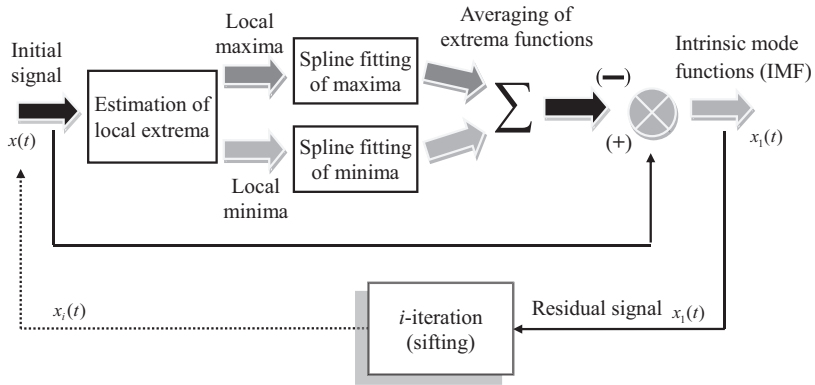 Initial
signal
x(t)
Estimation of
local extrema
Local
maxima
Local
minima
Spline fitting
of maxima
Spline fitting
of minima
Averaging of
extrema functions
∑
(−)
(+)
Intrinsic mode
functions (IMF)
x₁(t)
xᵢ(t)
i-iteration
(sifting)
Residual signal x₁(t)